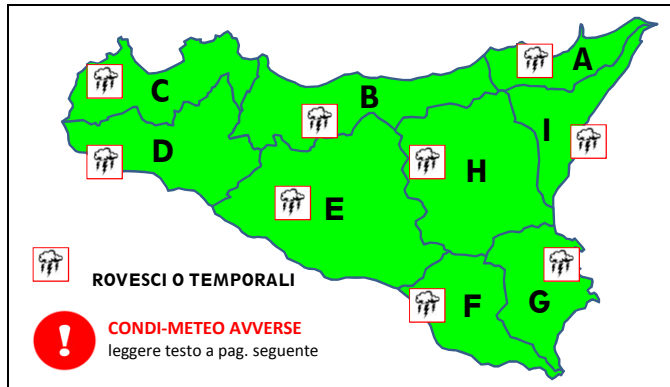 A
B
C
I
D
H
E
F
G
ROVESCI O TEMPORALI
!
CONDI-METEO AVVERSE
leggere testo a pag. seguente